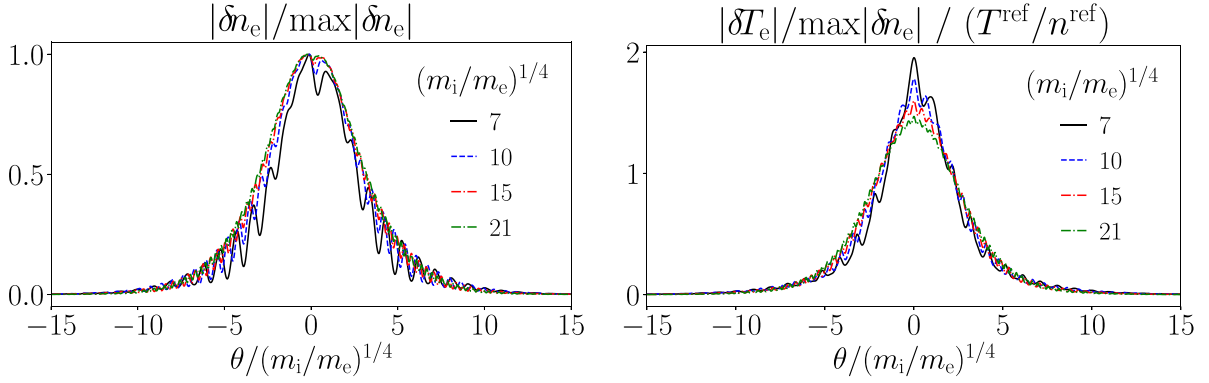 |δn_e|/max|δn_e|
1.0
0.5
0.0
(m_i/m_e)^{1/4}
7
10
15
21
−15 −10 −5 0 5 10 15
θ/(m_i/m_e)^{1/4}
|δT_e|/max|δn_e| / (T^{ref}/n^{ref})
2
1
0
(m_i/m_e)^{1/4}
7
10
15
21
−15 −10 −5 0 5 10 15
θ/(m_i/m_e)^{1/4}